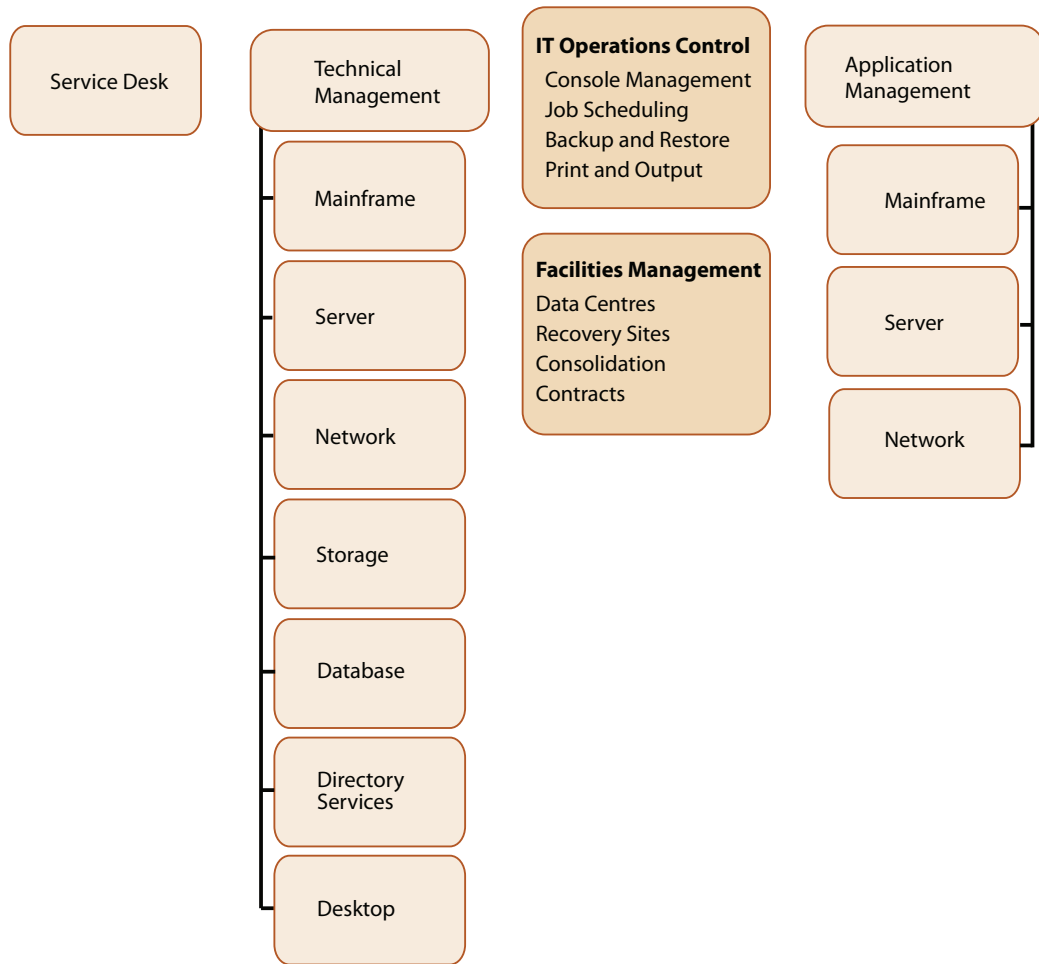 Service Desk
Technical
Management
Mainframe
Server
Network
Storage
Database
Directory
Services
Desktop
IT Operations Control
Console Management
Job Scheduling
Backup and Restore
Print and Output
Facilities Management
Data Centres
Recovery Sites
Consolidation
Contracts
Application
Management
Mainframe
Server
Network